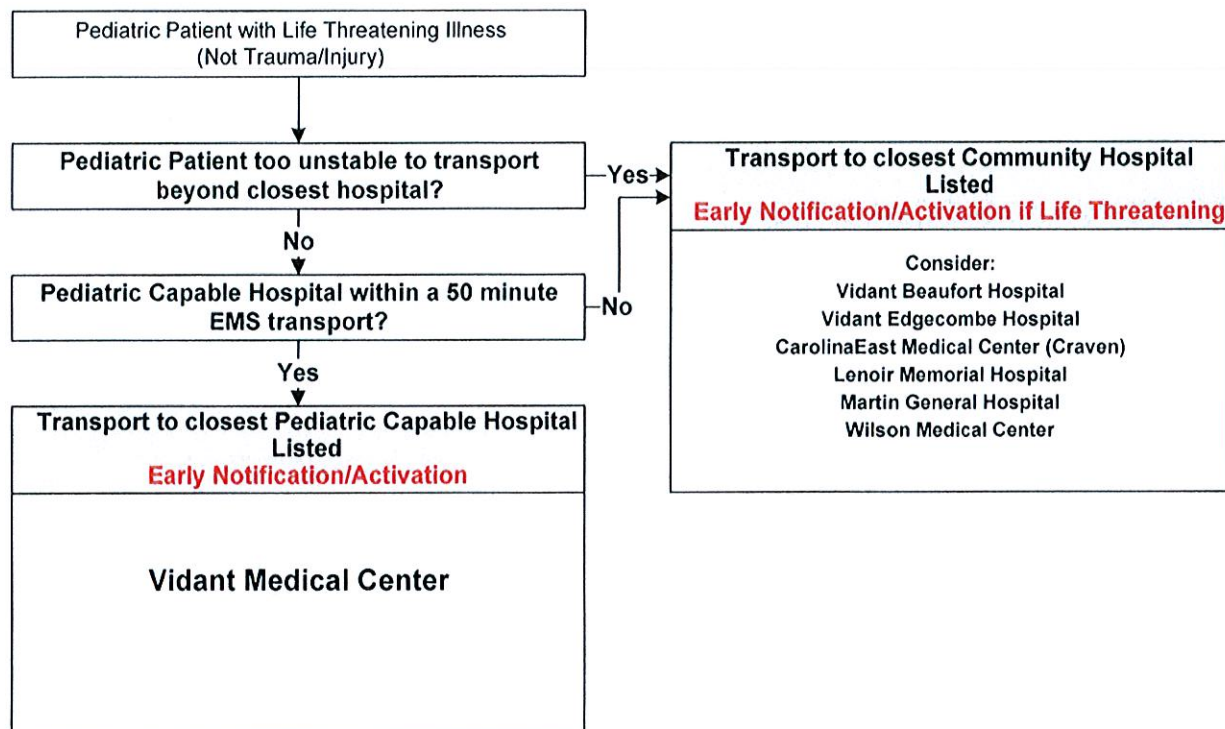 Pediatric Patient with Life Threatening Illness
(Not Trauma/Injury)
Pediatric Patient too unstable to transport
beyond closest hospital?
Yes
No
Pediatric Capable Hospital within a 50 minute
EMS transport?
No
Yes
Transport to closest Pediatric Capable Hospital
Listed
Early Notification/Activation
Vidant Medical Center
Transport to closest Community Hospital
Listed
Early Notification/Activation if Life Threatening
Consider:
Vidant Beaufort Hospital
Vidant Edgecombe Hospital
CarolinaEast Medical Center (Craven)
Lenoir Memorial Hospital
Martin General Hospital
Wilson Medical Center